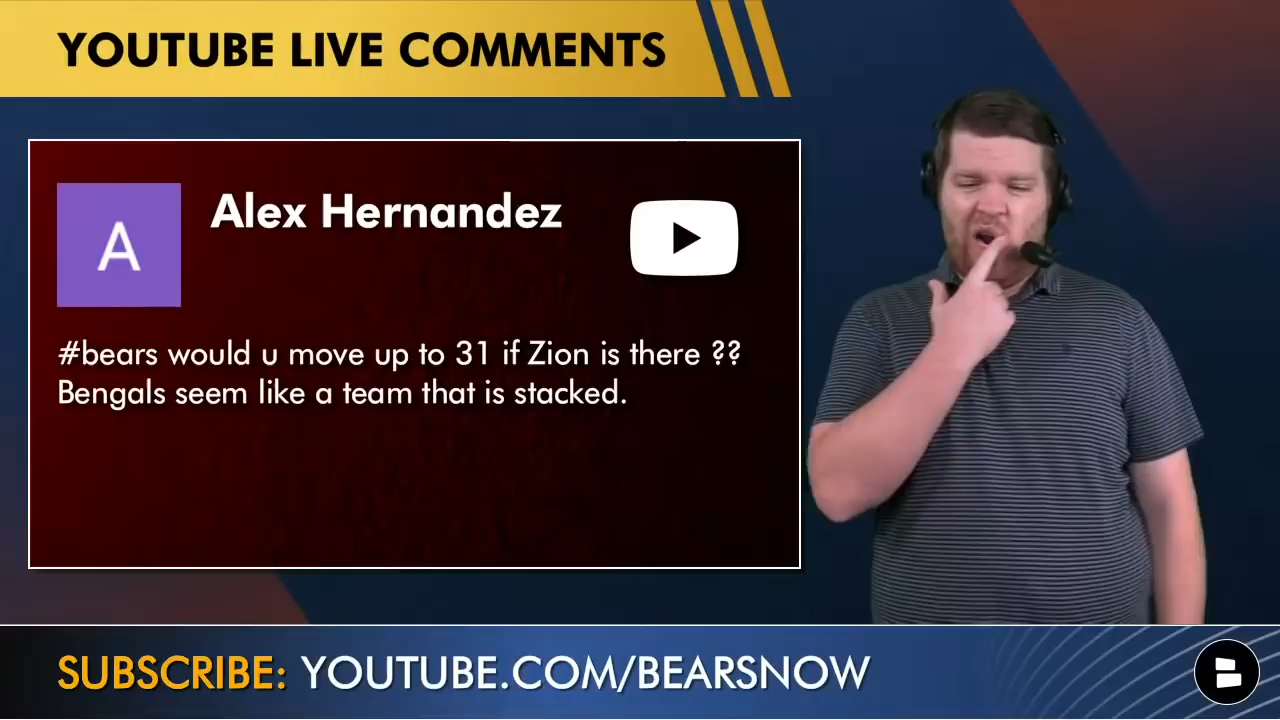 YOUTUBE LIVE COMMENTS
A
Alex Hernandez
#bears would u move up to 31 if Zion is there ??
Bengals seem like a team that is stacked.
SUBSCRIBE: YOUTUBE.COM/BEARSNOW